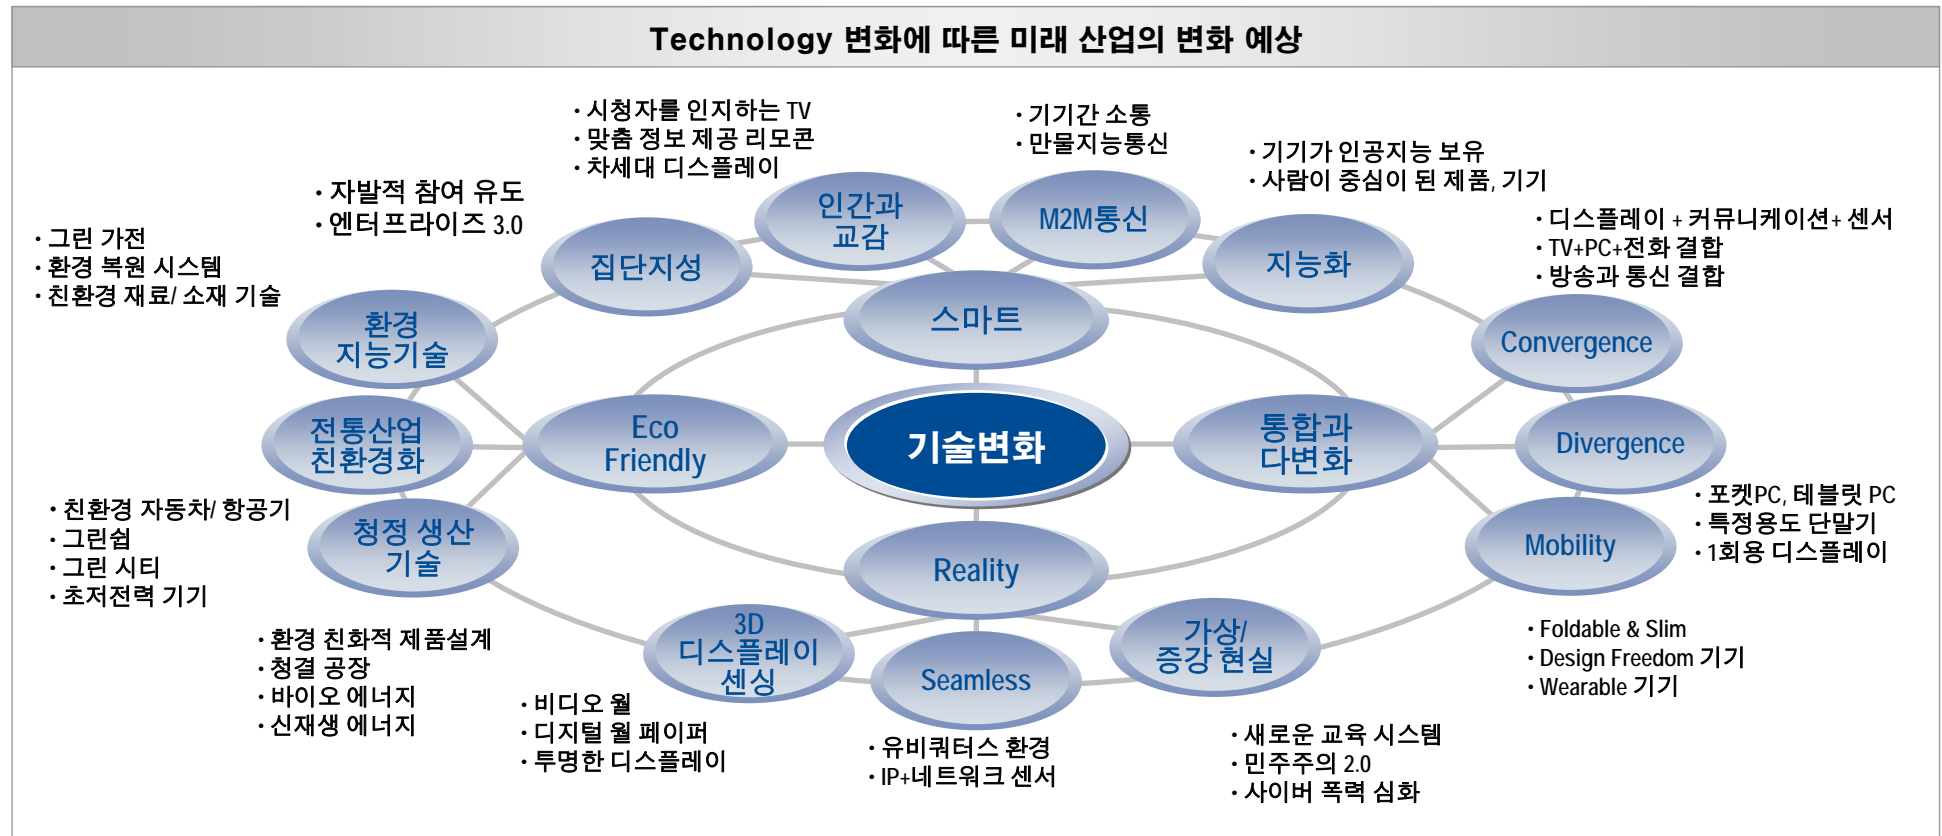 Technology 변화에 따른 미래 산업의 변화 예상
• 시청자를 인지하는 TV
• 맞춤 정보 제공 리모콘
• 차세대 디스플레이
• 기기간 소통
• 만물지능통신
• 기기가 인공지능 보유
• 사람이 중심이 된 제품, 기기
• 자발적 참여 유도
• 엔터프라이즈 3.0
• 그린 가전
• 환경 복원 시스템
• 친환경 재료/ 소재 기술
• 디스플레이 + 커뮤니케이션+ 센서
• TV+PC+전화 결합
• 방송과 통신 결합
인간과
교감
M2M통신
집단지성
지능화
스마트
환경
지능기술
Convergence
전통산업
친환경화
Eco
Friendly
기술변화
통합과
다변화
Divergence
• 친환경 자동차/ 항공기
• 그린쉽
• 그린 시티
• 초저전력 기기
청정 생산
기술
Reality
Mobility
• 포켓PC, 테블릿 PC
• 특정용도 단말기
• 1회용 디스플레이
3D
디스플레이
센싱
Seamless
가상/
증강 현실
• 환경 친화적 제품설계
• 청결 공장
• 바이오 에너지
• 신재생 에너지
• 비디오 월
• 디지털 월 페이퍼
• 투명한 디스플레이
• 유비쿼터스 환경
• IP+네트워크 센서
• 새로운 교육 시스템
• 민주주의 2.0
• 사이버 폭력 심화
• Foldable & Slim
• Design Freedom 기기
• Wearable 기기